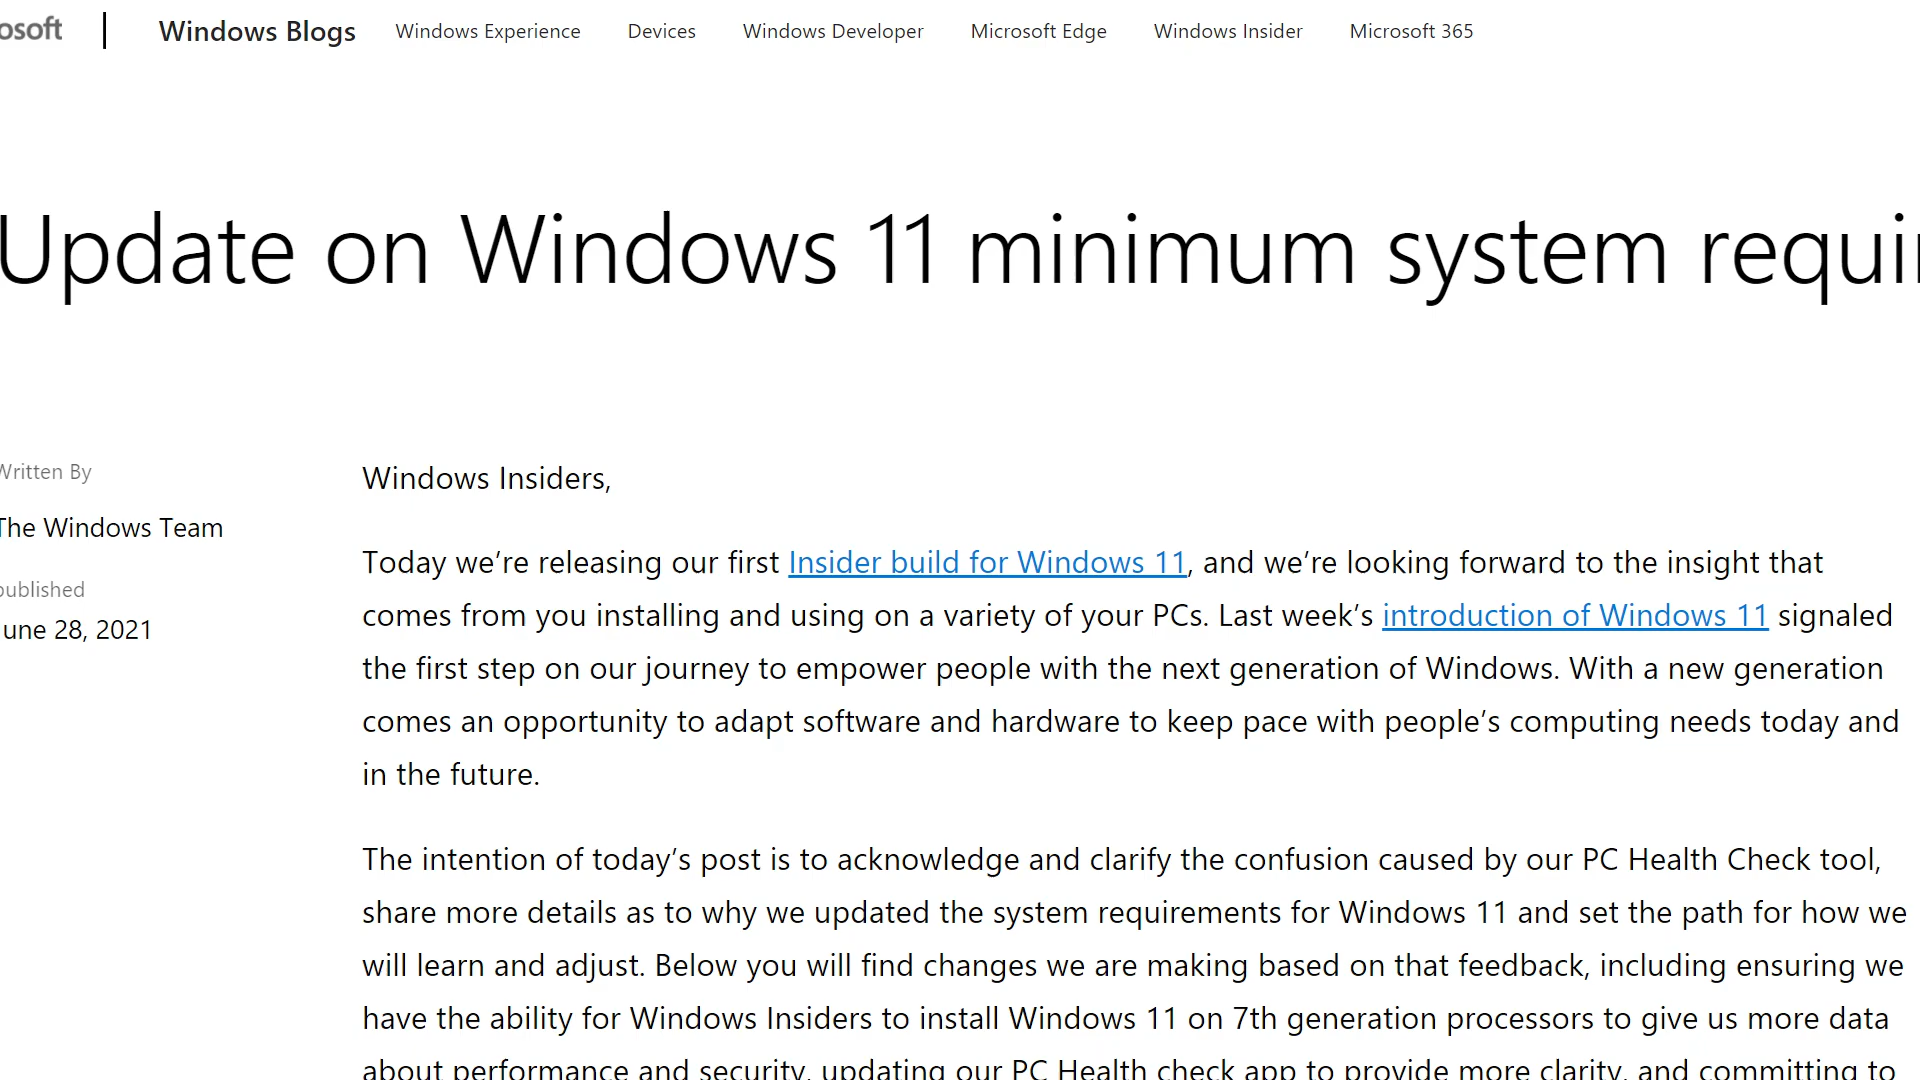 osoft | Windows Blogs Windows Experience Devices Windows Developer Microsoft Edge Windows Insider Microsoft 365
Update on Windows 11 minimum system requi
Written By
The Windows Team
published
June 28, 2021
Windows Insiders,
Today we’re releasing our first Insider build for Windows 11, and we’re looking forward to the insight that
comes from you installing and using on a variety of your PCs. Last week’s introduction of Windows 11 signaled
the first step on our journey to empower people with the next generation of Windows. With a new generation
comes an opportunity to adapt software and hardware to keep pace with people’s computing needs today and
in the future.
The intention of today’s post is to acknowledge and clarify the confusion caused by our PC Health Check tool,
share more details as to why we updated the system requirements for Windows 11 and set the path for how we
will learn and adjust. Below you will find changes we are making based on that feedback, including ensuring we
have the ability for Windows Insiders to install Windows 11 on 7th generation processors to give us more data
about performance and security, updating our PC Health check app to provide more clarity, and committing to